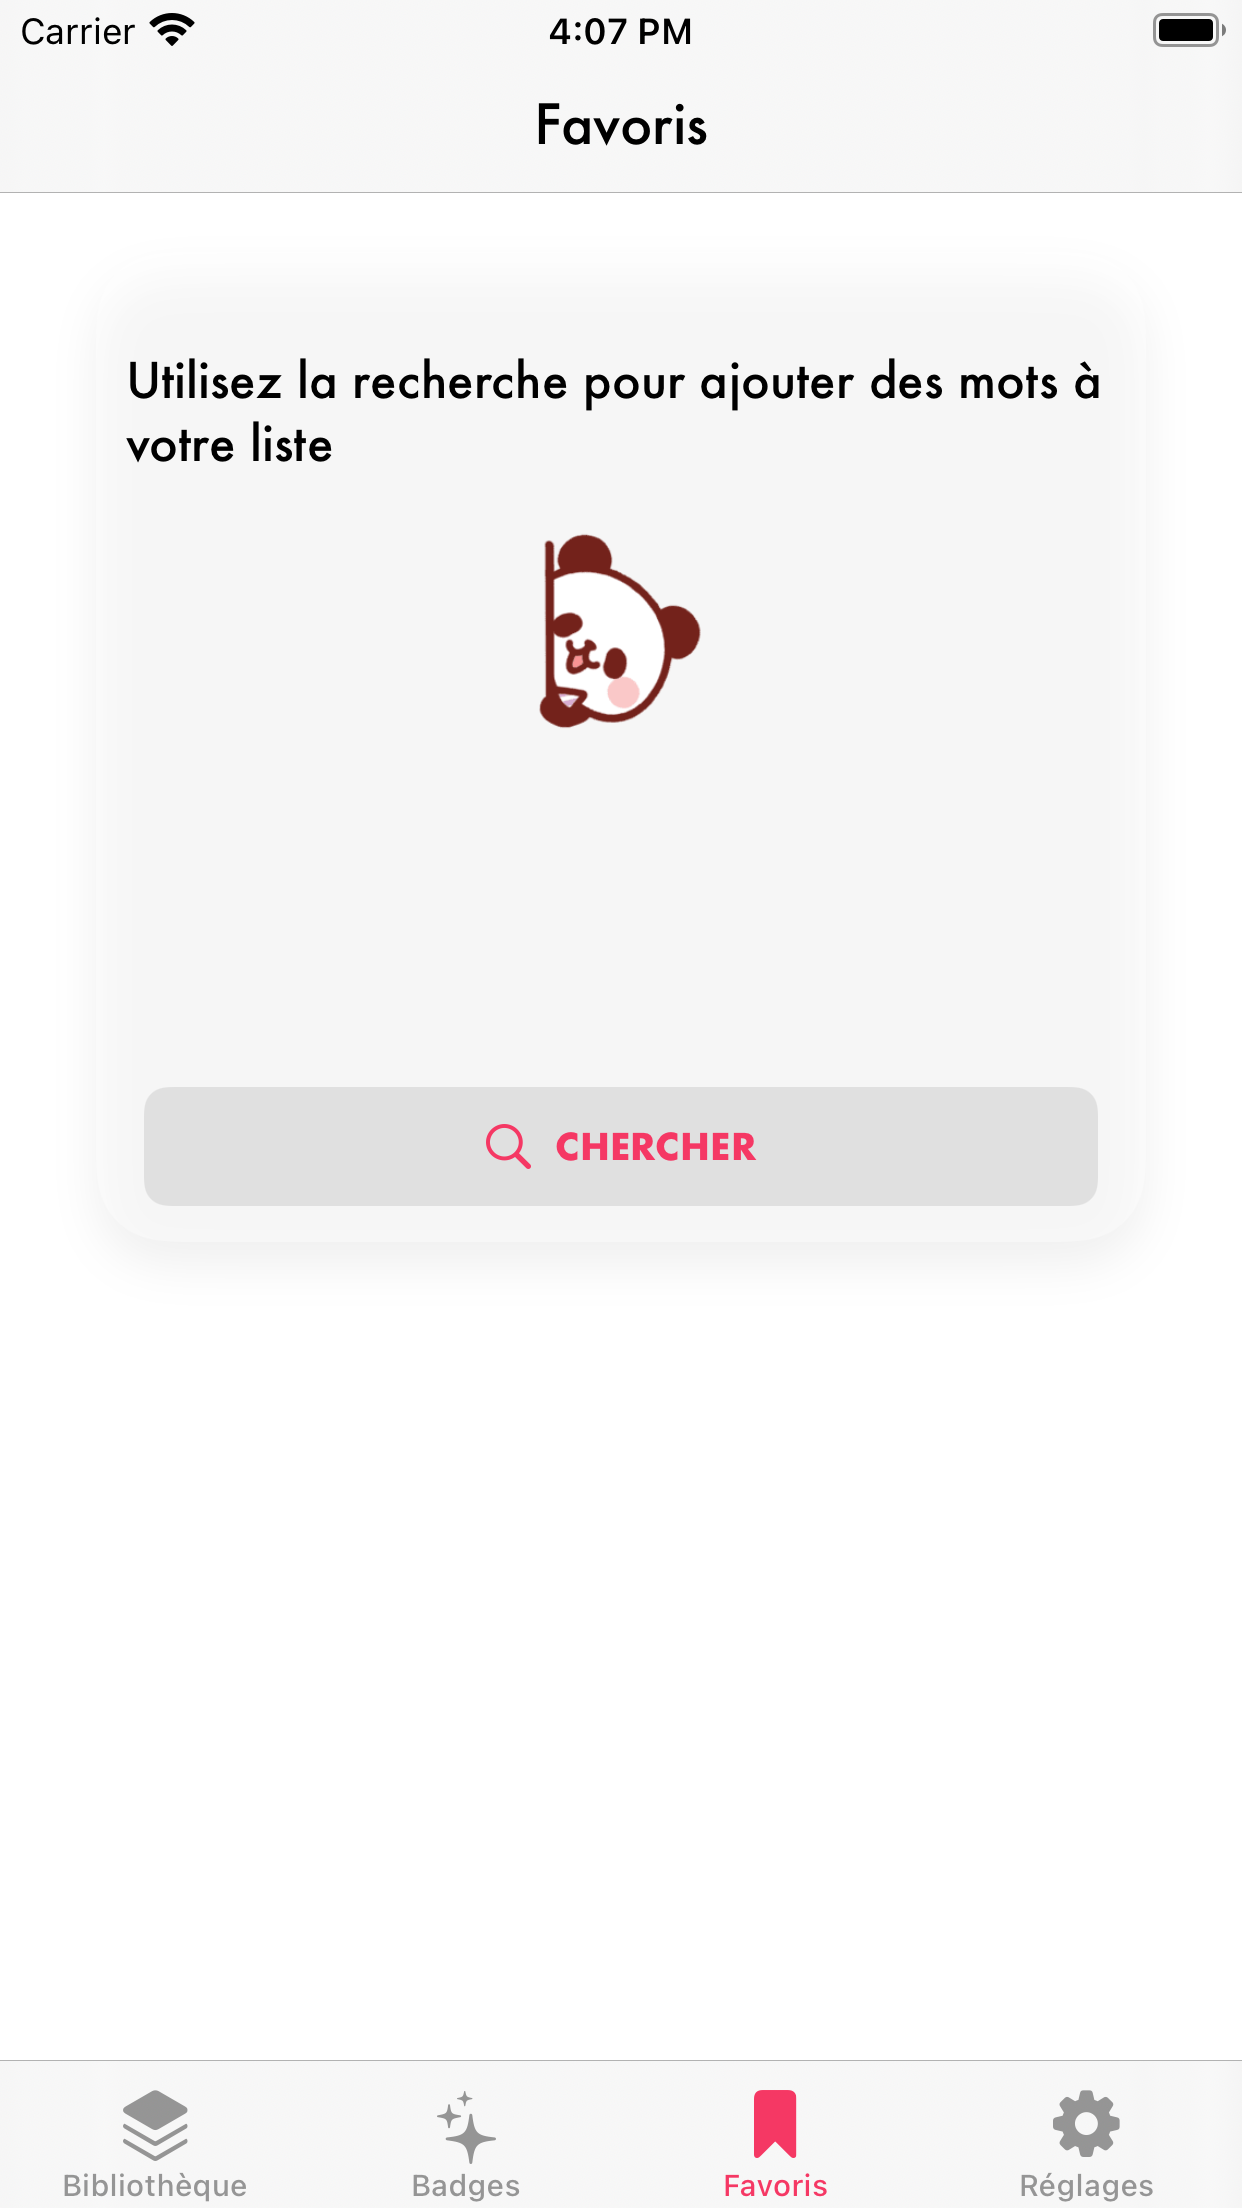 Carrier 4:07 PM
Favoris
Utilisez la recherche pour ajouter des mots à
votre liste
CHERCHER
Bibliothèque Badges Favoris Réglages